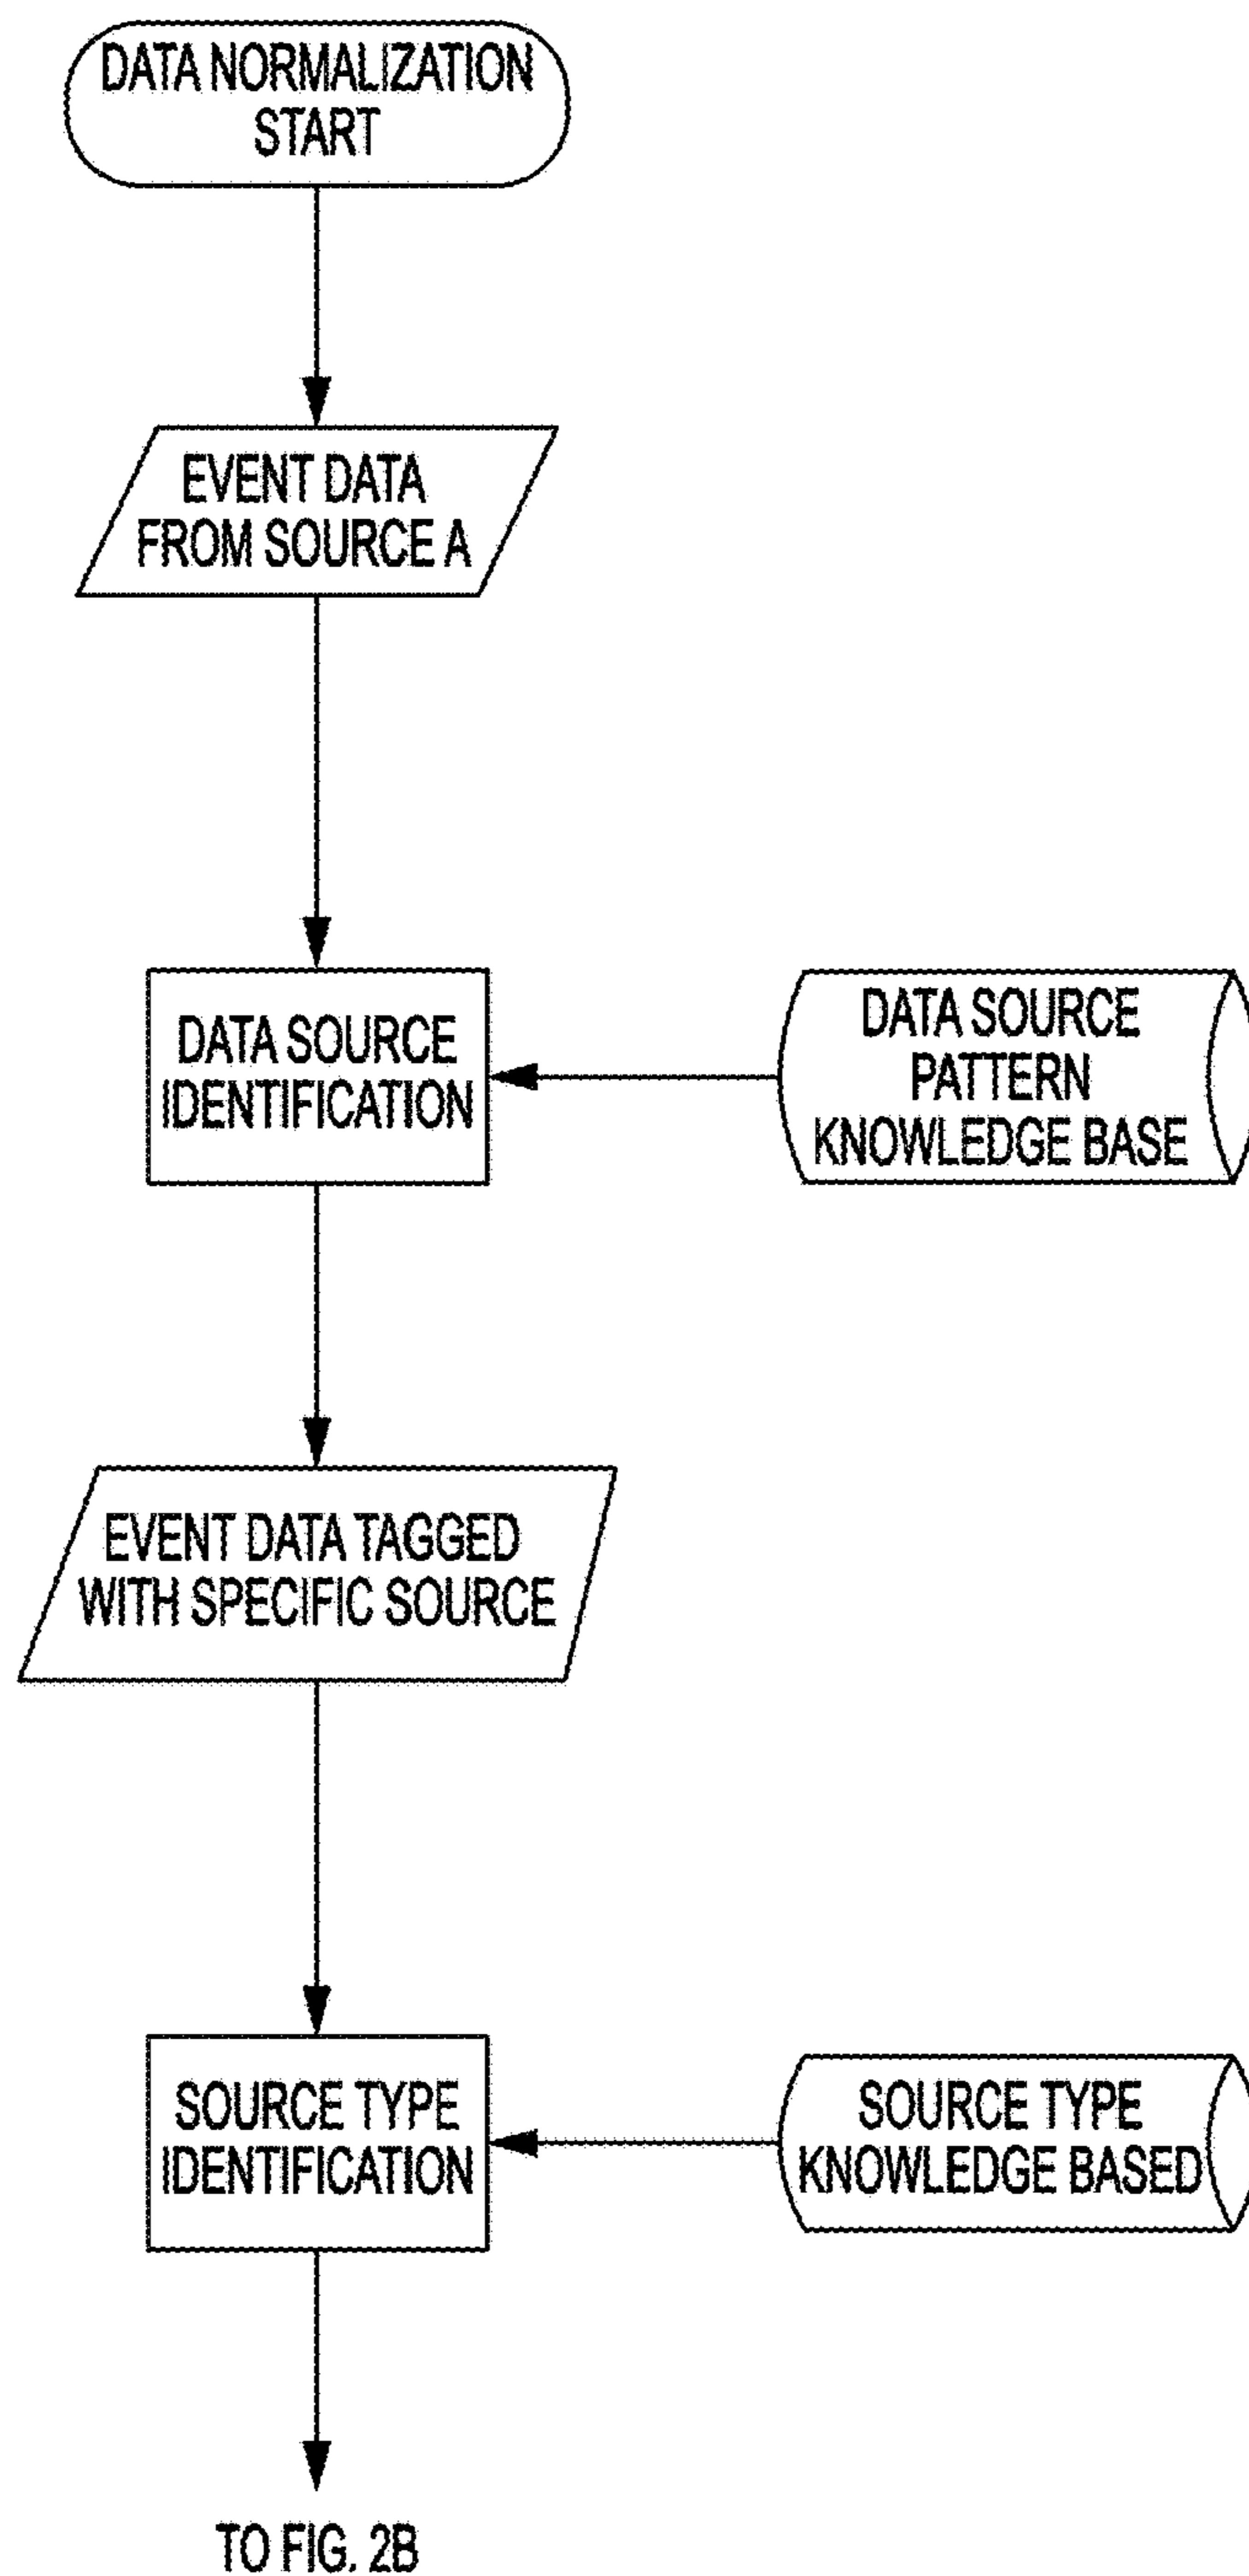 DATA NORMALIZATION
START
EVENT DATA
FROM SOURCE A
DATA SOURCE
IDENTIFICATION
DATA SOURCE
PATTERN
KNOWLEDGE BASE
EVENT DATA TAGGED
WITH SPECIFIC SOURCE
SOURCE TYPE
IDENTIFICATION
SOURCE TYPE
KNOWLEDGE BASED
TO FIG. 2B